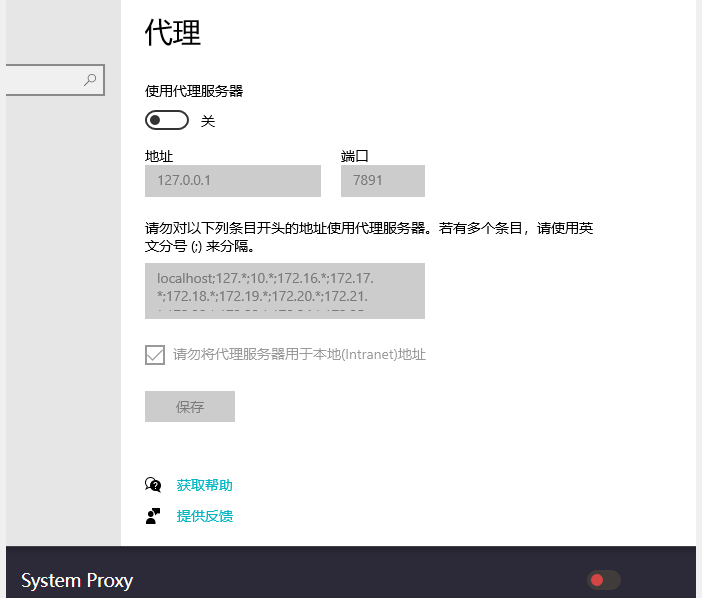 代理
使用代理服务器
关
地址 端口
127.0.0.1 7891
请勿对以下列条目开头的地址使用代理服务器。若有多个条目，请使用英
文分号 (;) 来分隔。
localhost;127.*;10.*;172.16.*;172.17.
*;172.18.*;172.19.*;172.20.*;172.21.
请勿将代理服务器用于本地(Intranet)地址
保存
获取帮助
提供反馈
System Proxy